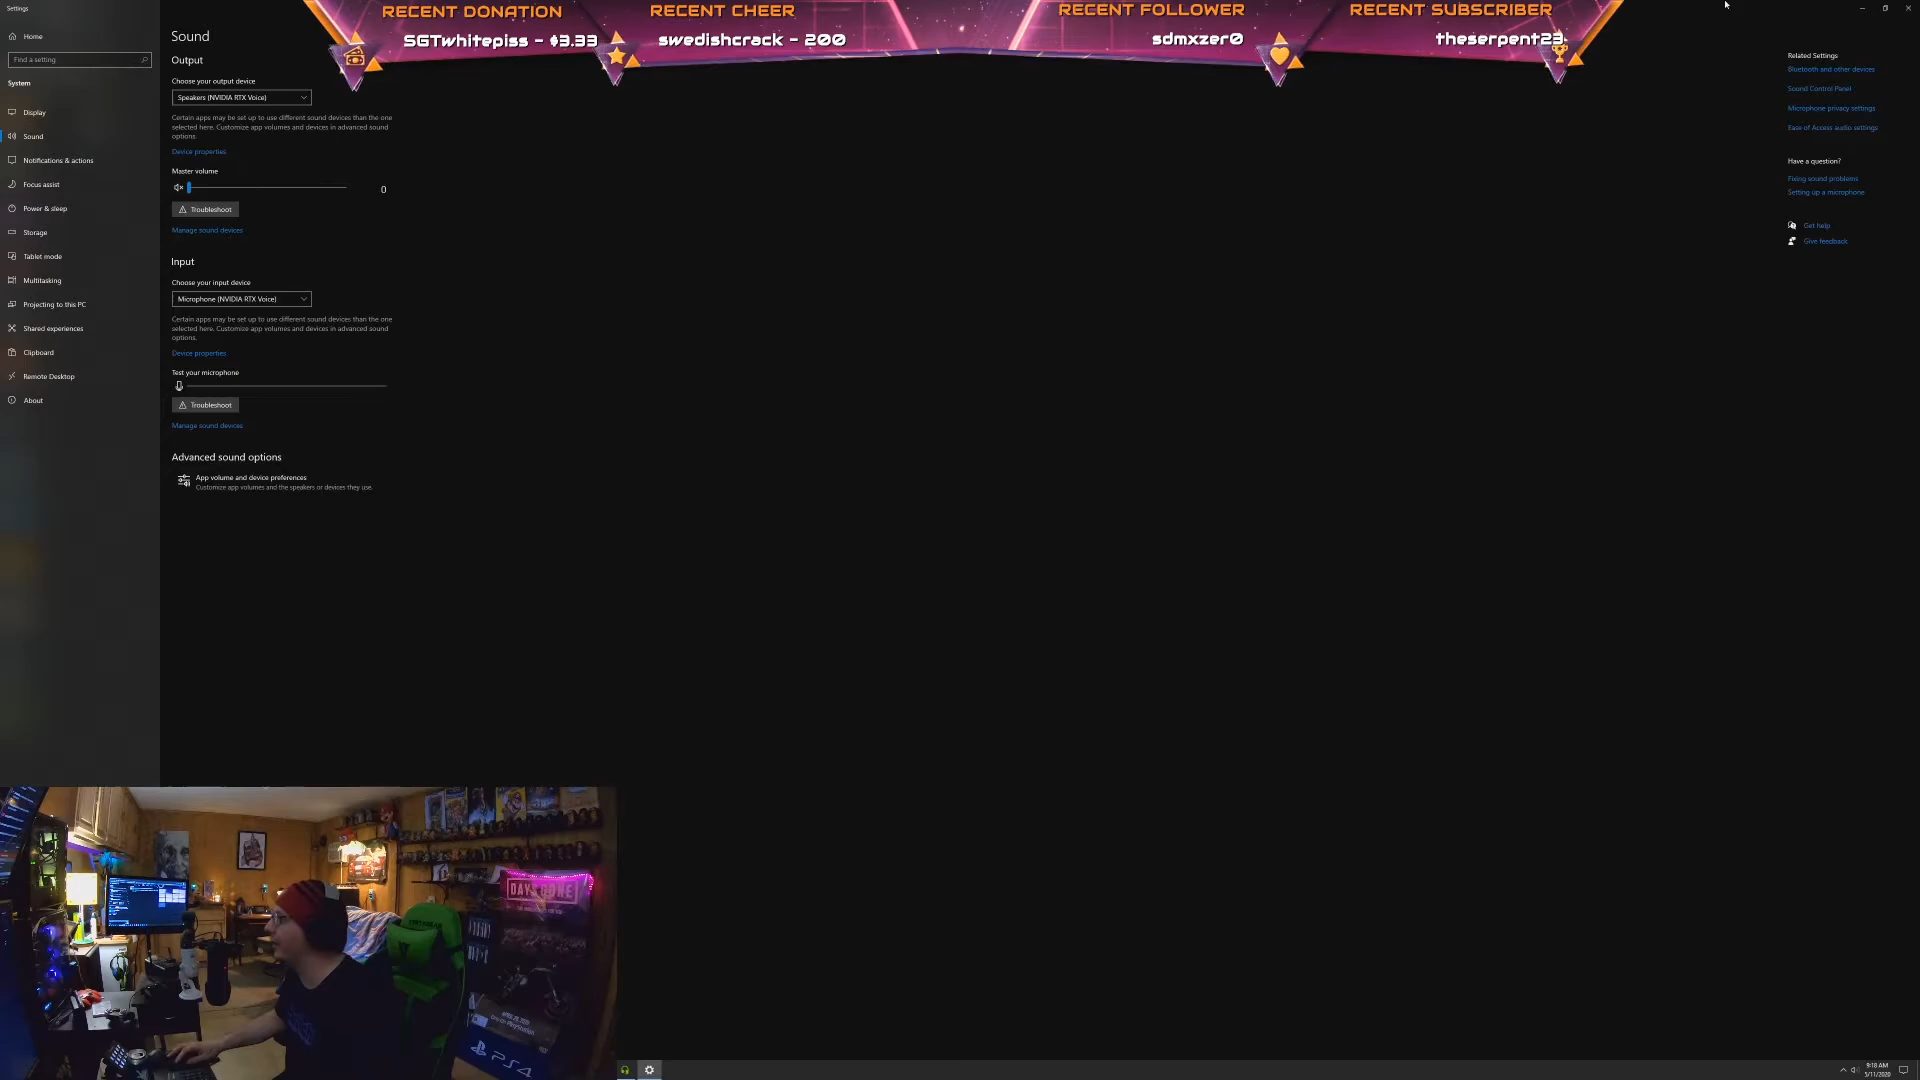 Settings
RECENT DONATION
RECENT CHEER
RECENT FOLLOWER
RECENT SUBSCRIBER
SGTwhitepiss - $3.33
swedishcrack - 200
sdmxzer0
theserpent23
Home
Find a setting
System
Display
Sound
Notifications & actions
Focus assist
Power & sleep
Storage
Tablet mode
Multitasking
Projecting to this PC
Shared experiences
Clipboard
Remote Desktop
About
Sound
Output
Choose your output device
Speakers (NVIDIA RTX Voice)
Certain apps may be set up to use different sound devices than the one
selected here. Customize app volumes and devices in advanced sound
options.
Device properties
Master volume
0
Troubleshoot
Manage sound devices
Input
Choose your input device
Microphone (NVIDIA RTX Voice)
Certain apps may be set up to use different sound devices than the one
selected here. Customize app volumes and devices in advanced sound
options.
Device properties
Test your microphone
Troubleshoot
Manage sound devices
Advanced sound options
App volume and device preferences
Customize app volumes and the speakers or devices they use.
Related Settings
Bluetooth and other devices
Sound Control Panel
Microphone privacy settings
Ease of Access audio settings
Have a question?
Fixing sound problems
Setting up a microphone
Get help
Give feedback
DAYS GONE
APRIL 26, 2019
PS4
9:18 AM
5/11/2020